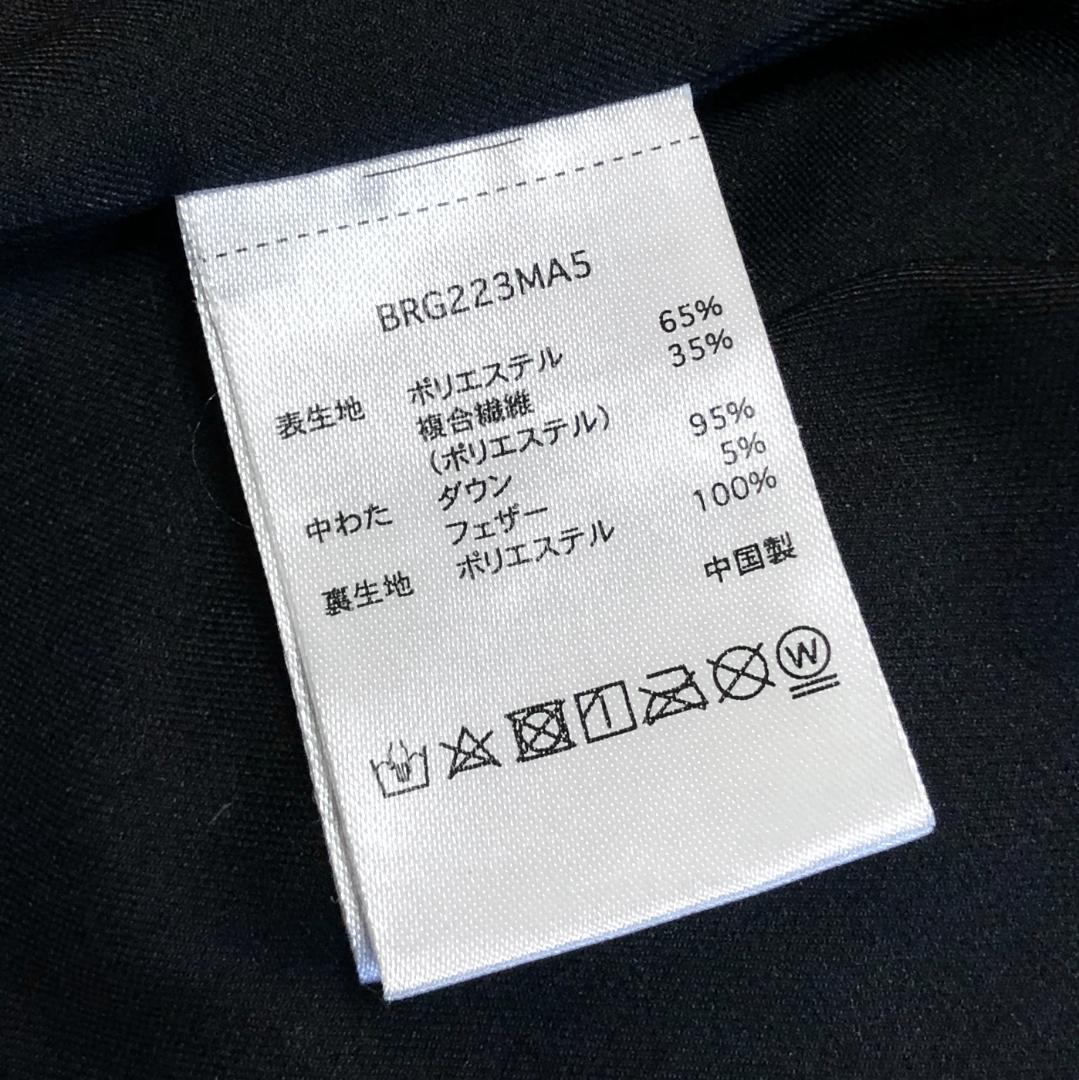 BRG223MA5
表生地 ポリエステル 65%
複合繊維 35%
(ポリエステル)
中わた ダウン 95%
フェザー 5%
裏生地 ポリエステル 100%
中国製
W